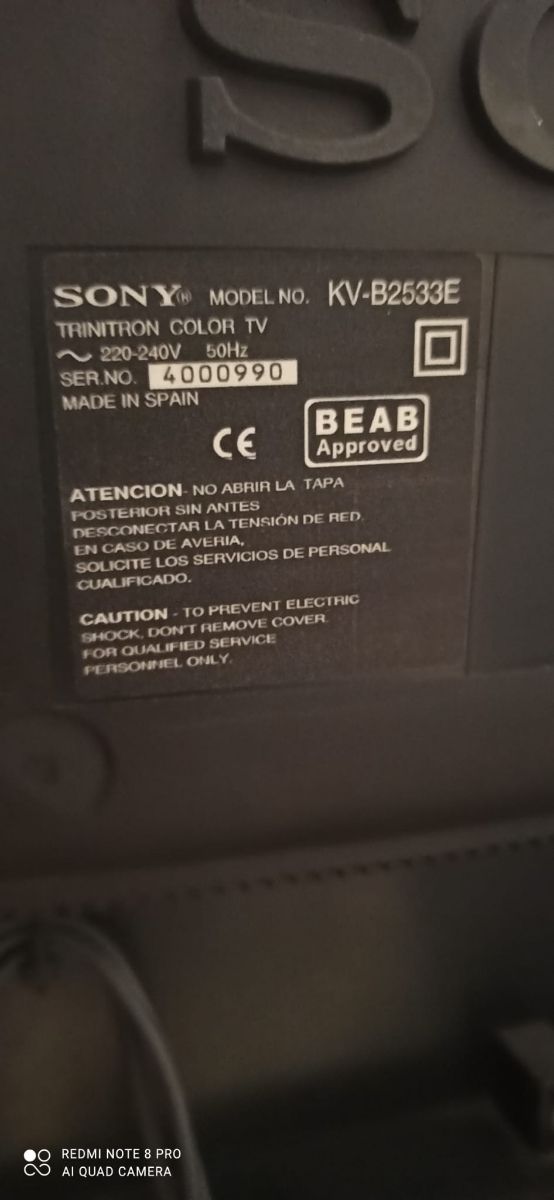 SO
SONY® MODEL NO. KV-B2533E
TRINITRON COLOR TV
~ 220-240V 50Hz
SER.NO. 4000990
MADE IN SPAIN
CE
BEAB
Approved
ATENCION- NO ABRIR LA TAPA
POSTERIOR SIN ANTES
DESCONECTAR LA TENSIÓN DE RED.
EN CASO DE AVERIA,
SOLICITE LOS SERVICIOS DE PERSONAL
CUALIFICADO.
CAUTION - TO PREVENT ELECTRIC
SHOCK, DON'T REMOVE COVER.
FOR QUALIFIED SERVICE
PERSONNEL ONLY.
REDMI NOTE 8 PRO
AI QUAD CAMERA